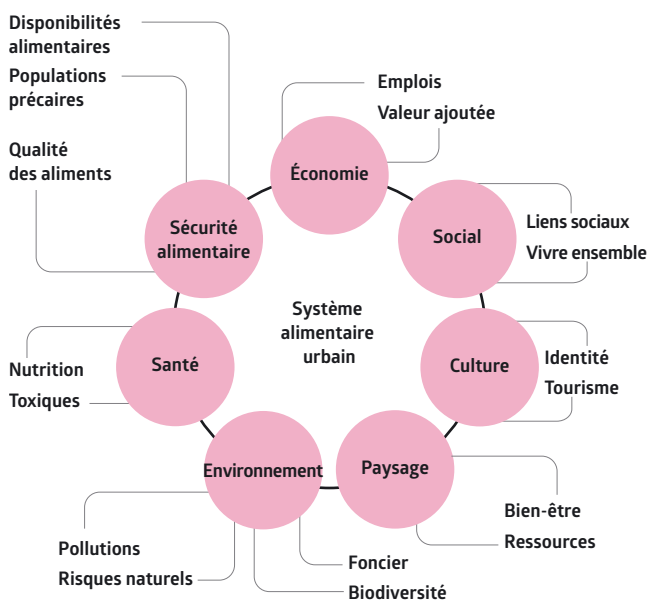 Disponibilités
alimentaires
Populations
précaires
Qualité
des aliments
Sécurité
alimentaire
Emplois
Valeur ajoutée
Économie
Social
Liens sociaux
Vivre ensemble
Système
alimentaire
urbain
Culture
Identité
Tourisme
Santé
Nutrition
Toxiques
Environnement
Paysage
Bien-être
Ressources
Pollutions
Risques naturels
Foncier
Biodiversité